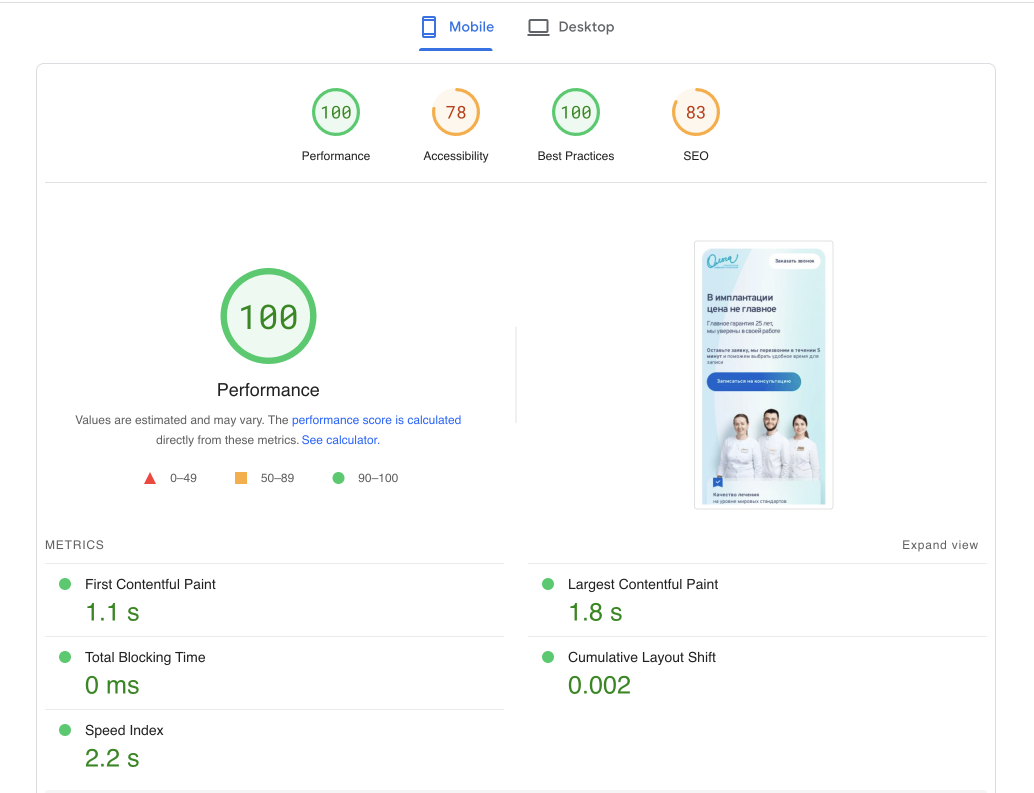 Mobile
Desktop
100
78
100
83
Performance
Accessibility
Best Practices
SEO
100
Performance
Values are estimated and may vary. The performance score is calculated
directly from these metrics. See calculator.
0–49
50–89
90–100
Заказать звонок
В имплантации
цена не главное
Главное гарантия 25 лет,
мы уверены в своей работе
Оставьте заявку, мы перезвоним в течении 5
минут и поможем выбрать удобное время для
записи
Записаться на консультацию
Качество лечения
на уровне мировых стандартов
METRICS
Expand view
First Contentful Paint
1.1 s
Largest Contentful Paint
1.8 s
Total Blocking Time
0 ms
Cumulative Layout Shift
0.002
Speed Index
2.2 s